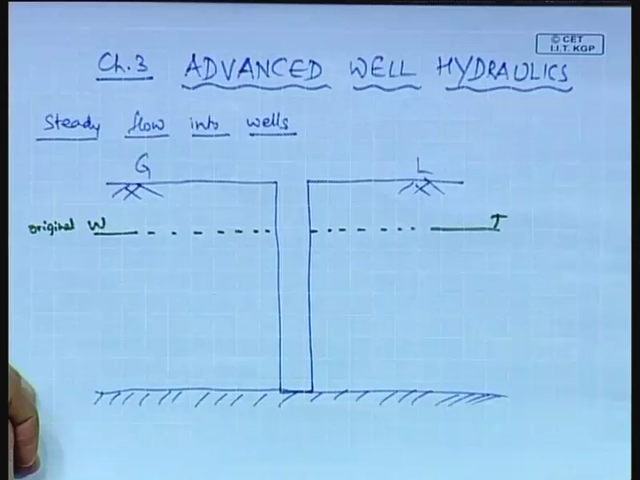 © CET
I.I.T. KGP
Ch.3 ADVANCED WELL HYDRAULICS
Steady flow into wells
G L
original W T